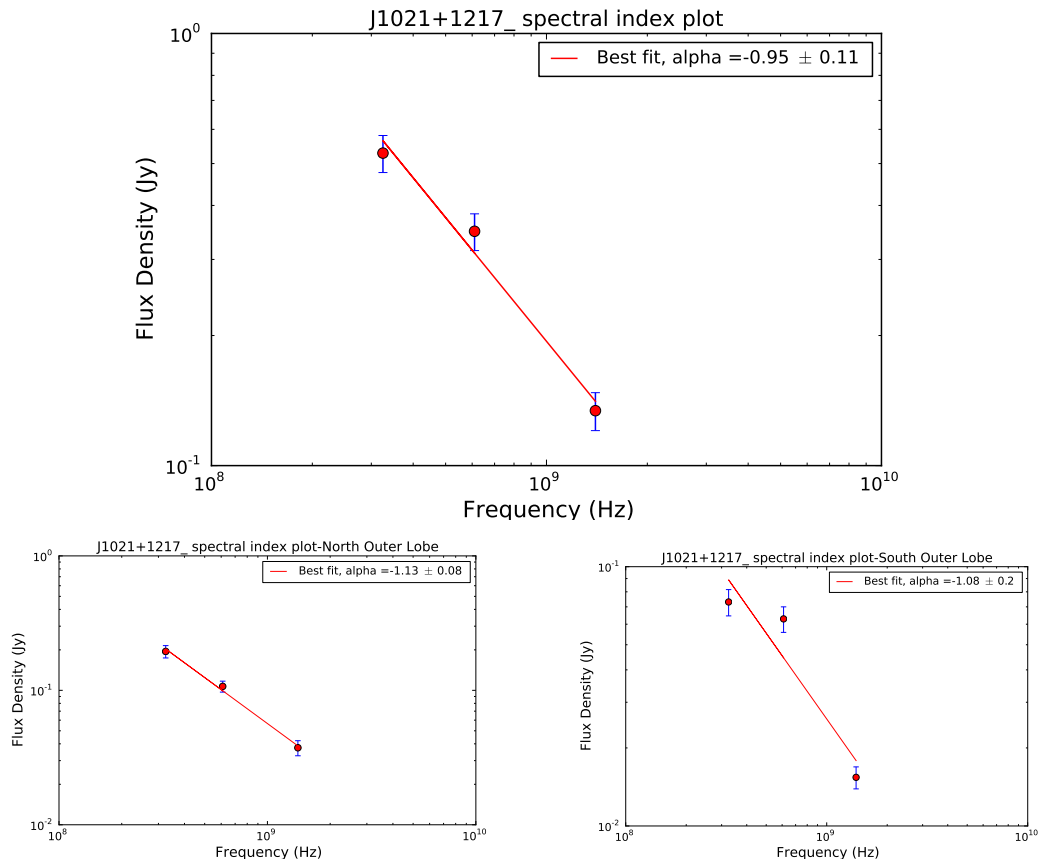 J1021+1217_ spectral index plot
Best fit, alpha =-0.95 ± 0.11
10^0
Flux Density (Jy)
10^-1
10^8 10^9 10^10
Frequency (Hz)
J1021+1217_ spectral index plot-North Outer Lobe
Best fit, alpha =-1.13 ± 0.08
10^0
10^-1
10^-2
Flux Density (Jy)
10^8 10^9 10^10
Frequency (Hz)
J1021+1217_ spectral index plot-South Outer Lobe
Best fit, alpha =-1.08 ± 0.2
10^-1
Flux Density (Jy)
10^-2
10^8 10^9 10^10
Frequency (Hz)